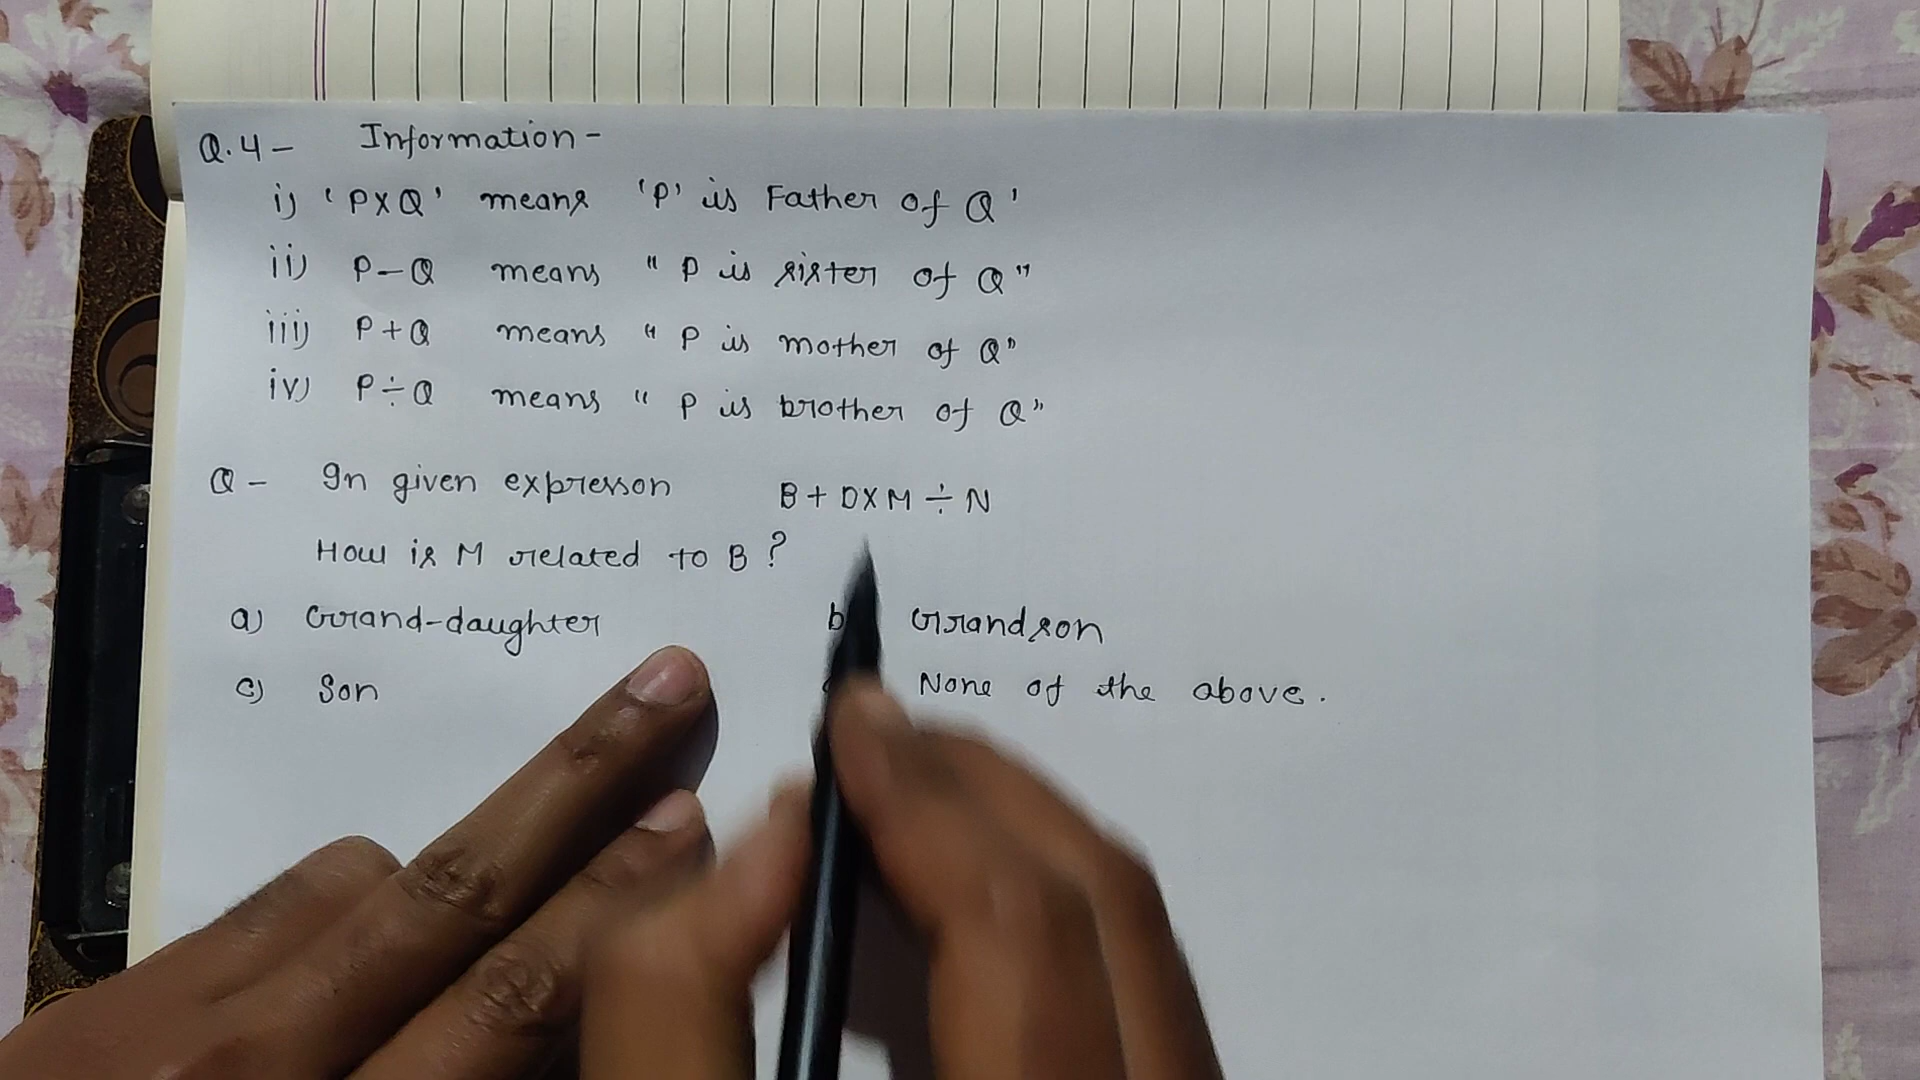 Q.4- Information-
i) 'P×Q' means 'P' is Father of Q'
ii) P-Q means "P is sister of Q"
iii) P+Q means "P is mother of Q"
iv) P÷Q means "P is brother of Q"
Q- In given expresson B+D×M÷N
How is M related to B?
a) Grand-daughter b Grandson
c) Son None of the above.